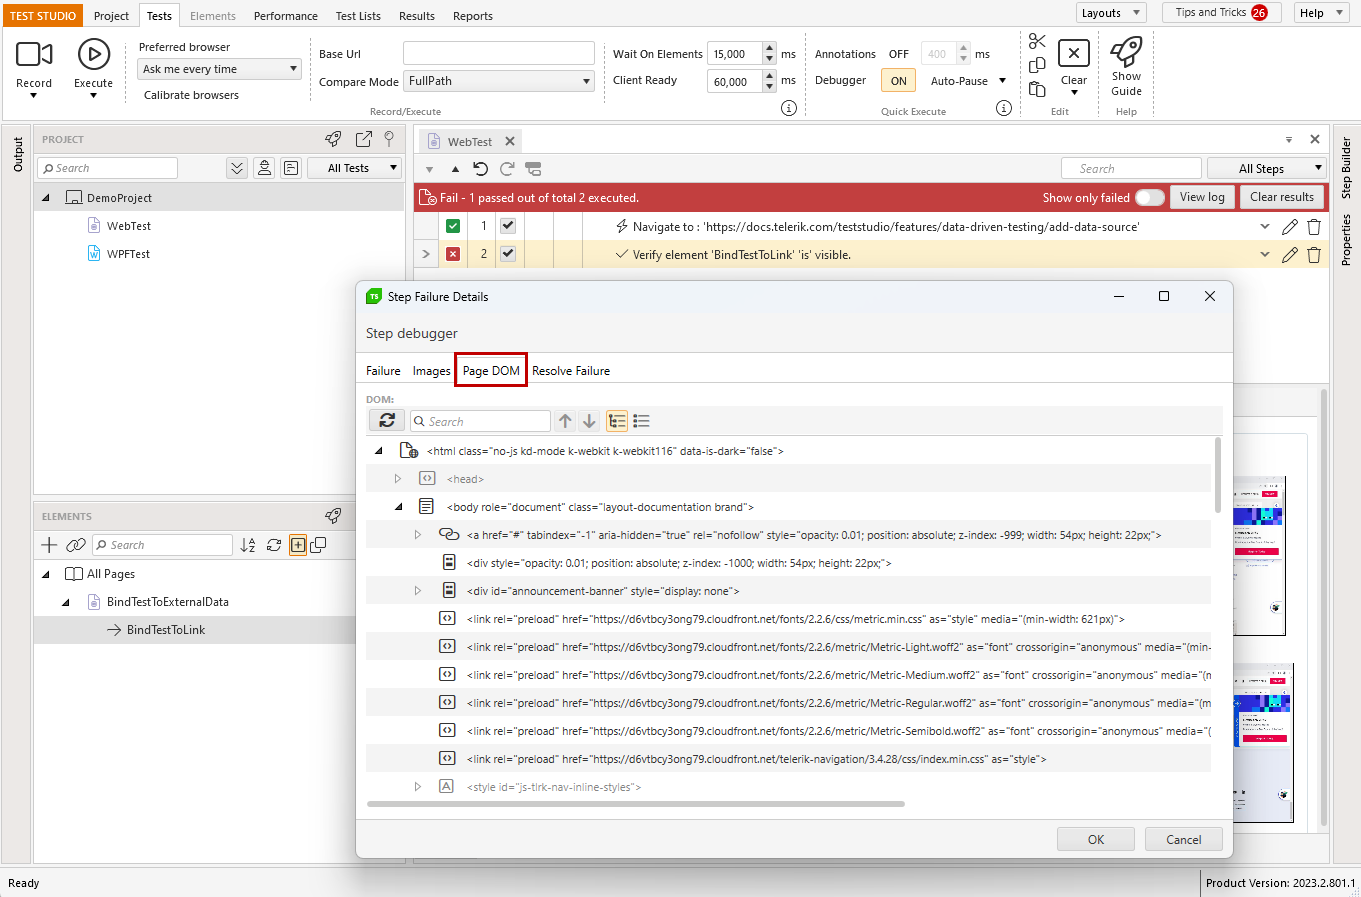 TEST STUDIO Project Tests Elements Performance Test Lists Results Reports Layouts Tips and Tricks 26 Help
Record
Execute
Preferred browser
Ask me every time
Calibrate browsers
Base Url
Compare Mode FullPath
Record/Execute
Wait On Elements 15,000 ms
Client Ready 60,000 ms
Annotations OFF 400 ms
Debugger ON Auto-Pause
Quick Execute
Clear
Edit
Show
Guide
Help
Output
PROJECT
Search All Tests
DemoProject
WebTest
WPFTest
ELEMENTS
Search
All Pages
BindTestToExternalData
BindTestToLink
WebTest
Search All Steps
Fail - 1 passed out of total 2 executed. Show only failed View log Clear results
1 Navigate to : 'https://docs.telerik.com/teststudio/features/data-driven-testing/add-data-source'
2 Verify element 'BindTestToLink' 'is' visible.
Step Builder
Properties
TS Step Failure Details
Step debugger
Failure Images Page DOM Resolve Failure
DOM:
Search
<html class="no-js kd-mode k-webkit k-webkit116" data-is-dark="false">
<head>
<body role="document" class="layout-documentation brand">
<a href="#" tabindex="-1" aria-hidden="true" rel="nofollow" style="opacity: 0.01; position: absolute; z-index: -999; width: 54px; height: 22px;">
<div style="opacity: 0.01; position: absolute; z-index: -1000; width: 54px; height: 22px;">
<div id="announcement-banner" style="display: none">
<link rel="preload" href="https://d6vtbcy3ong79.cloudfront.net/fonts/2.2.6/css/metric.min.css" as="style" media="(min-width: 621px)">
<link rel="preload" href="https://d6vtbcy3ong79.cloudfront.net/fonts/2.2.6/metric/Metric-Light.woff2" as="font" crossorigin="anonymous" media="(min-
<link rel="preload" href="https://d6vtbcy3ong79.cloudfront.net/fonts/2.2.6/metric/Metric-Medium.woff2" as="font" crossorigin="anonymous" media="(m
<link rel="preload" href="https://d6vtbcy3ong79.cloudfront.net/fonts/2.2.6/metric/Metric-Regular.woff2" as="font" crossorigin="anonymous" media="(m
<link rel="preload" href="https://d6vtbcy3ong79.cloudfront.net/fonts/2.2.6/metric/Metric-Semibold.woff2" as="font" crossorigin="anonymous" media="(
<link rel="preload" href="https://d6vtbcy3ong79.cloudfront.net/telerik-navigation/3.4.28/css/index.min.css" as="style">
<style id="js-tlrk-nav-inline-styles">
OK Cancel
Ready Product Version: 2023.2.801.1